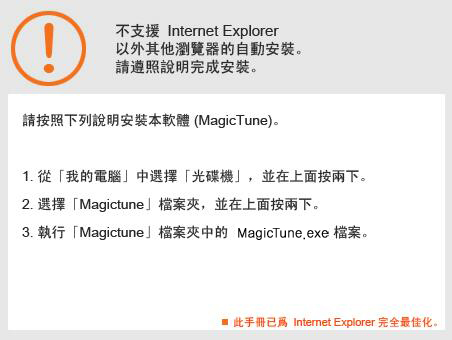 不支援 Internet Explorer
以外其他瀏覽器的自動安裝。
請遵照說明完成安裝。
請按照下列說明安裝本軟體 (MagicTune)。
1. 從「我的電腦」中選擇「光碟機」，並在上面按兩下。
2. 選擇「Magictune」檔案夾，並在上面按兩下。
3. 執行「Magictune」檔案夾中的 MagicTune.exe 檔案。
■ 此手冊已爲 Internet Explorer 完全最佳化。